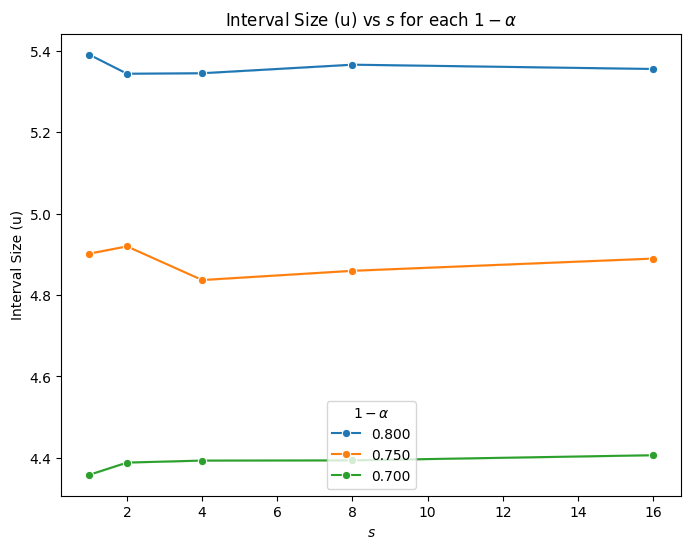 Interval Size (u) vs s for each 1 − α
Interval Size (u)
5.4
5.2
5.0
4.8
4.6
4.4
1 − α
0.800
0.750
0.700
2 4 6 8 10 12 14 16
s